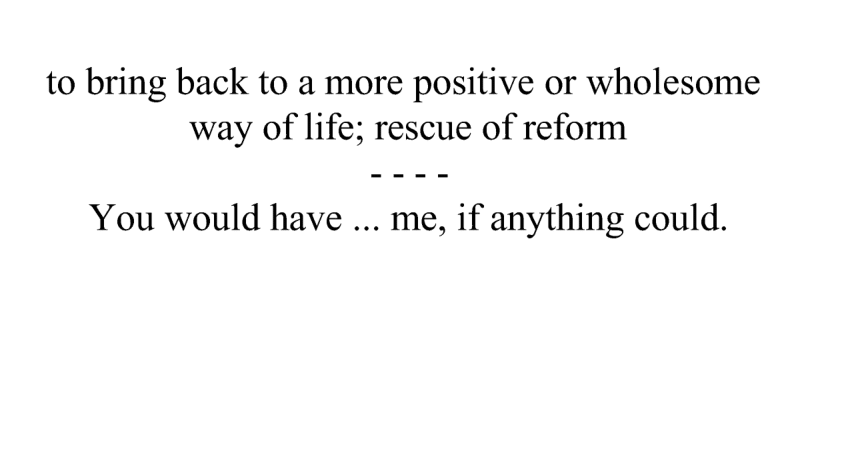 to bring back to a more positive or wholesome
way of life; rescue of reform
- - - -
You would have ... me, if anything could.